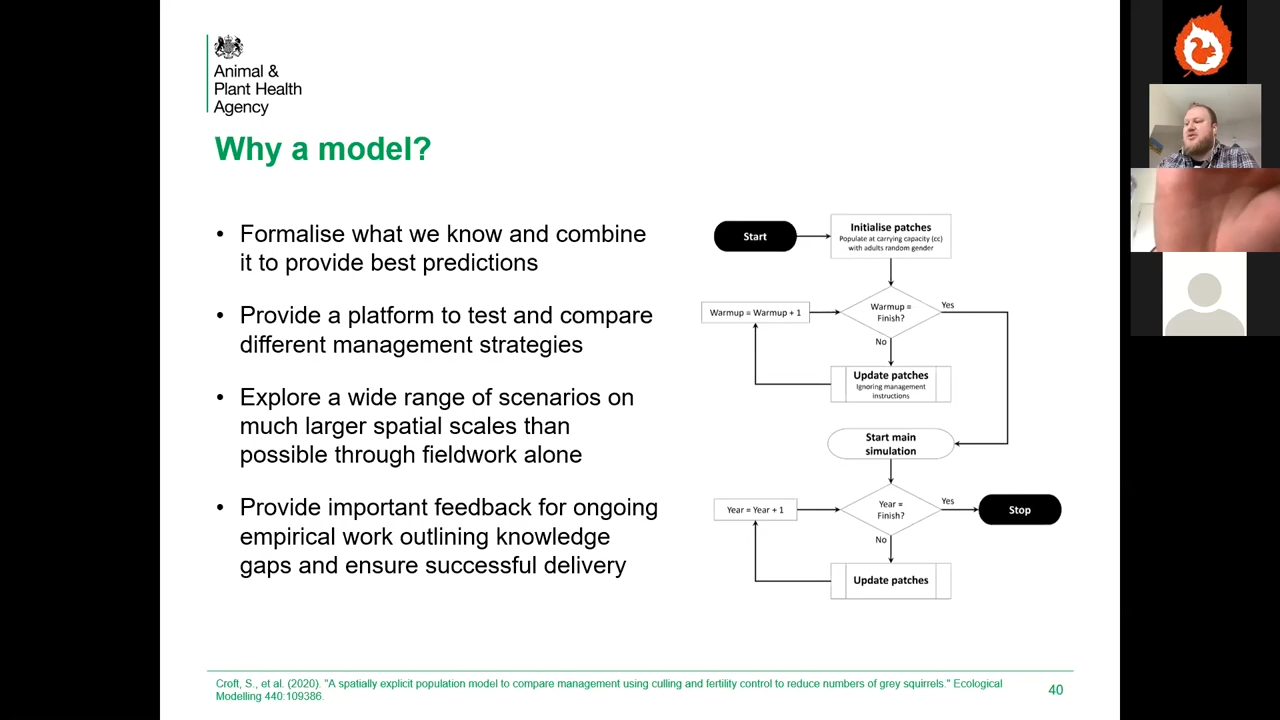 Animal &
Plant Health
Agency
Why a model?
• Formalise what we know and combine
it to provide best predictions
• Provide a platform to test and compare
different management strategies
• Explore a wide range of scenarios on
much larger spatial scales than
possible through fieldwork alone
• Provide important feedback for ongoing
empirical work outlining knowledge
gaps and ensure successful delivery
Start
Initialise patches
Populate at carrying capacity (cc)
with adults random gender
Warmup = Warmup + 1
Warmup =
Finish?
Yes
No
Update patches
Ignoring management
instructions
Start main
simulation
Year = Year + 1
Year =
Finish?
Yes
Stop
No
Update patches
Croft, S., et al. (2020). "A spatially explicit population model to compare management using culling and fertility control to reduce numbers of grey squirrels." Ecological
Modelling 440:109386.
40